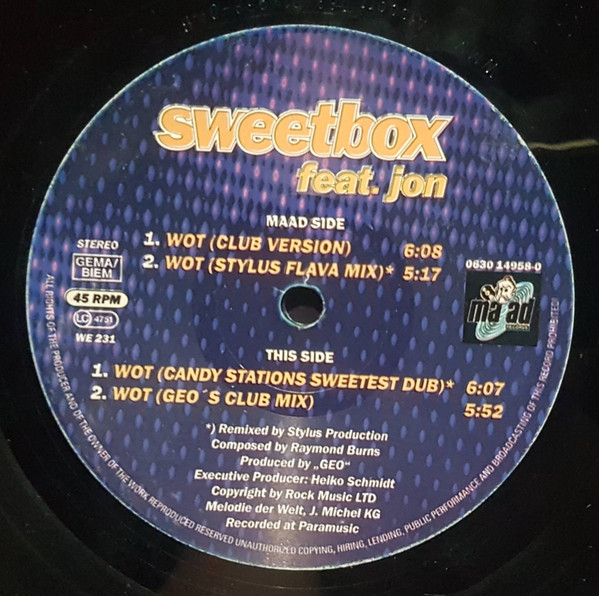 sweetbox
feat. jon
MAAD SIDE
1. WOT (CLUB VERSION) 6:08
2. WOT (STYLUS FLAVA MIX)* 5:17
STEREO
GEMA/
BIEM
45 RPM
LC 4751
WE 231
0630 14958-0
maad
RECORDS
THIS SIDE
1. WOT (CANDY STATIONS SWEETEST DUB)* 6:07
2. WOT (GEO´S CLUB MIX) 5:52
*) Remixed by Stylus Production
Composed by Raymond Burns
Produced by „GEO“
Executive Producer: Heiko Schmidt
Copyright by Rock Music LTD
Melodie der Welt, J. Michel KG
Recorded at Paramusic
ALL RIGHTS OF THE PRODUCER AND OF THE OWNER OF THE WORK REPRODUCED RESERVED UNAUTHORIZED COPYING, HIRING, LENDING, PUBLIC PERFORMANCE AND BROADCASTING OF THIS RECORD PROHIBITED!